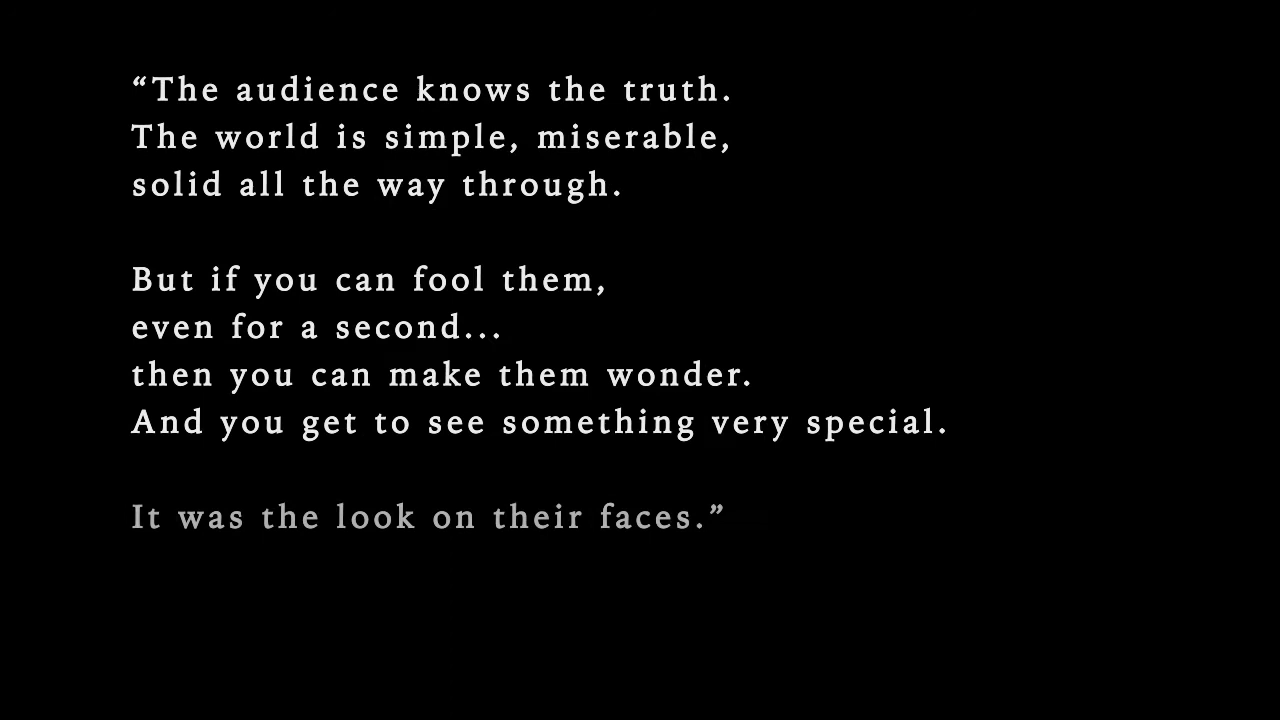 “The audience knows the truth.
The world is simple, miserable,
solid all the way through.
But if you can fool them,
even for a second...
then you can make them wonder.
And you get to see something very special.
It was the look on their faces.”